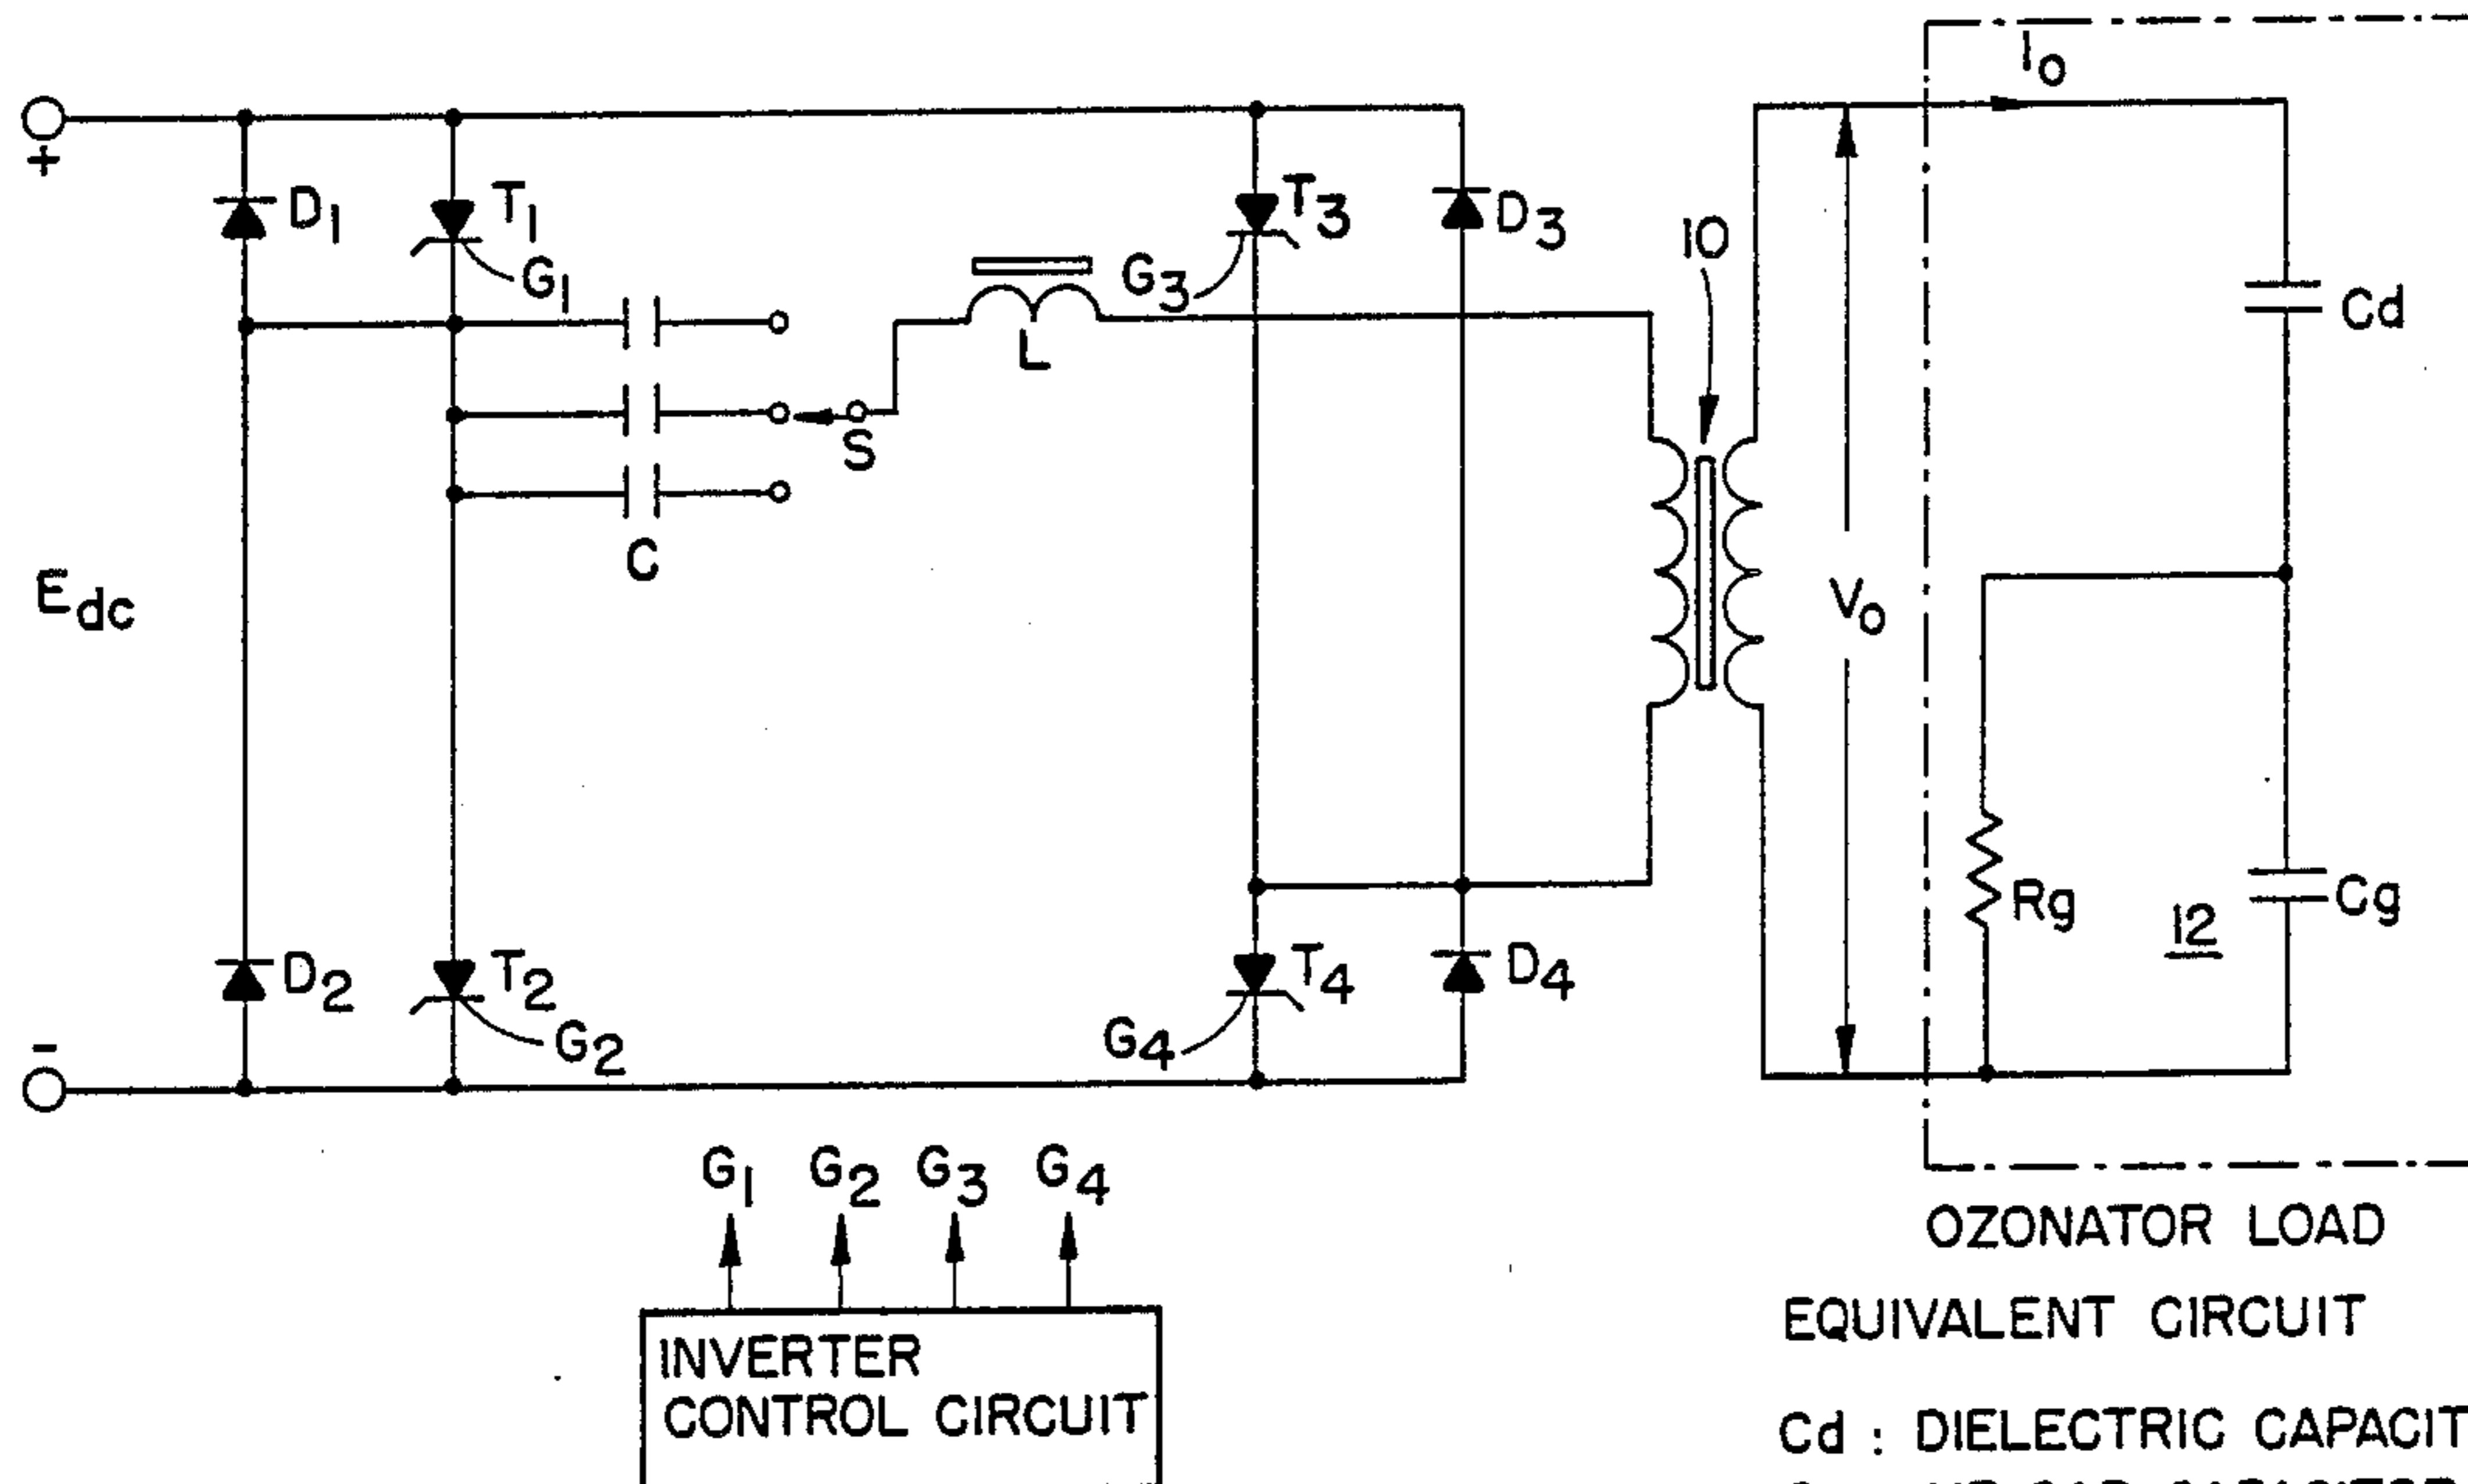 I0
+
D1
T1
G1
T3
G3
D3
10
L
S
C
Cd
Edc
V0
D2
T2
G2
T4
G4
D4
Rg
12
Cg
-
G1 G2 G3 G4
INVERTER
CONTROL CIRCUIT
OZONATOR LOAD
EQUIVALENT CIRCUIT
Cd : DIELECTRIC CAPACIT